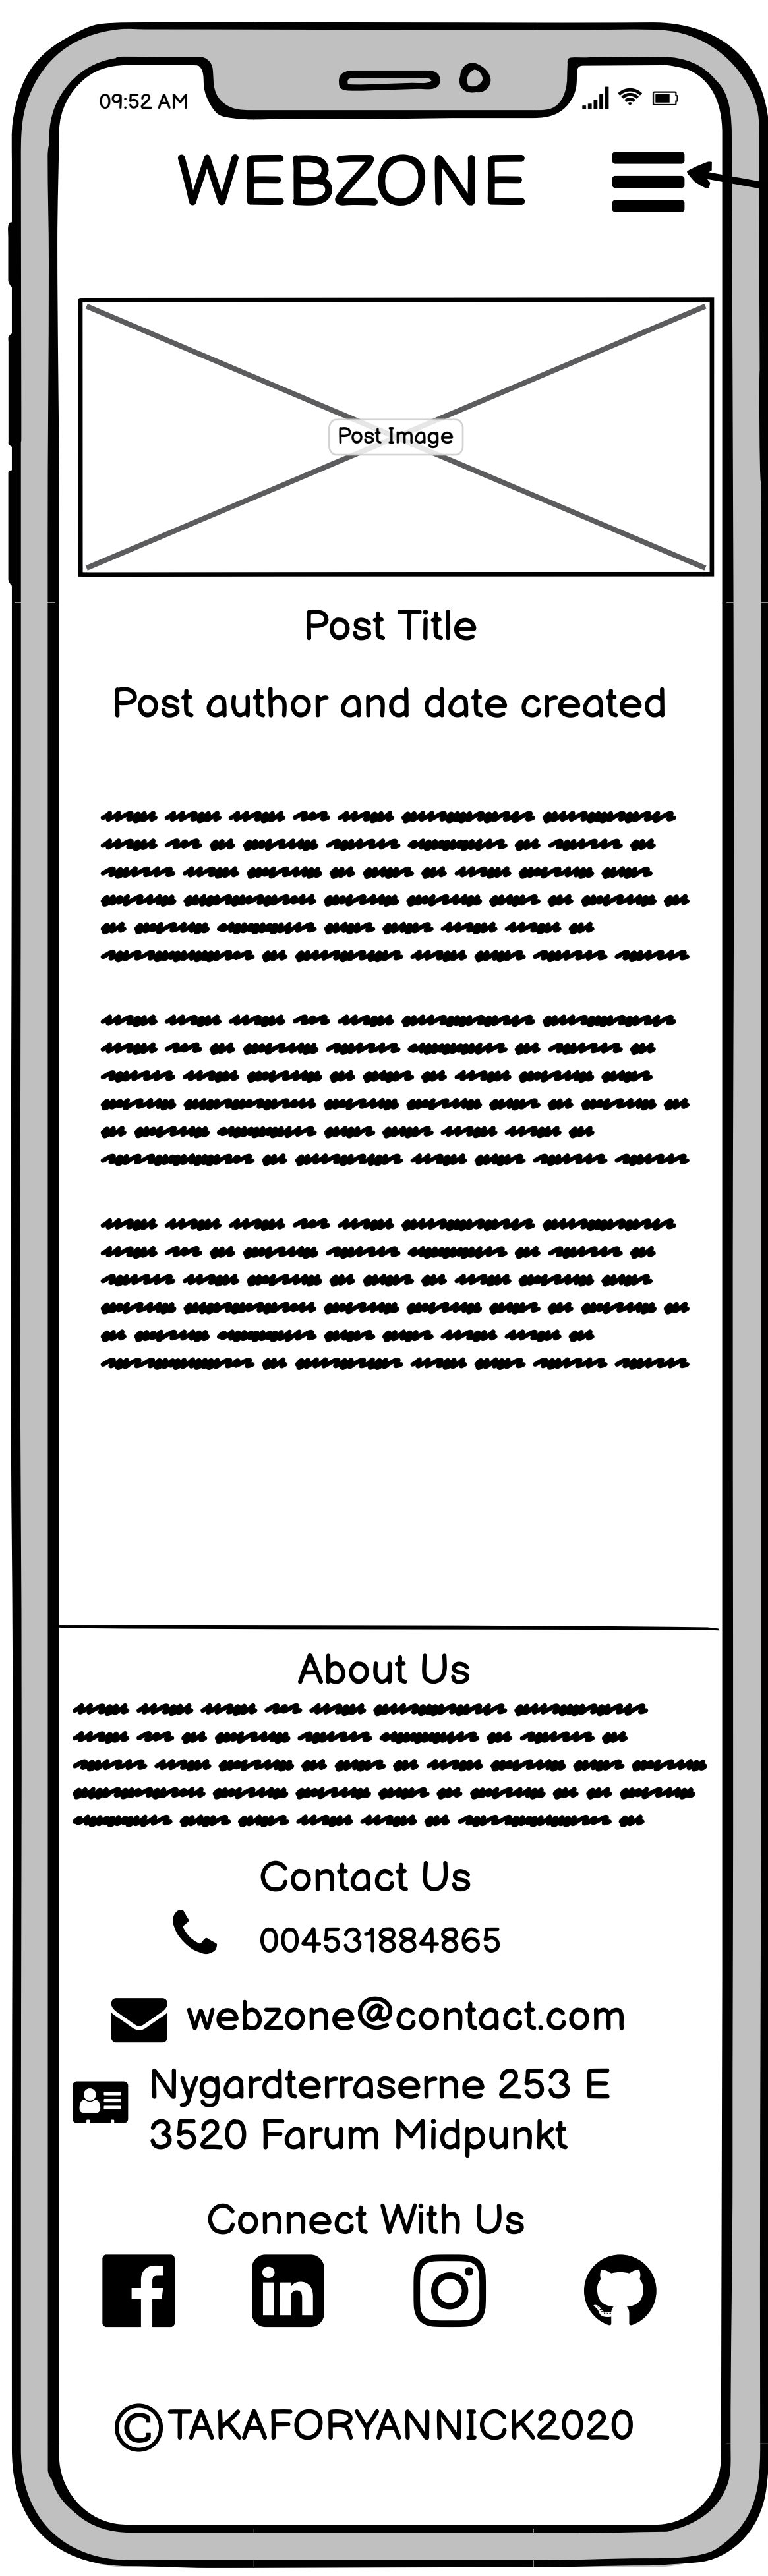 09:52 AM
WEBZONE
Post Image
Post Title
Post author and date created
About Us
Contact Us
004531884865
webzone@contact.com
Nygardterraserne 253 E
3520 Farum Midpunkt
Connect With Us
©TAKAFORYANNICK2020